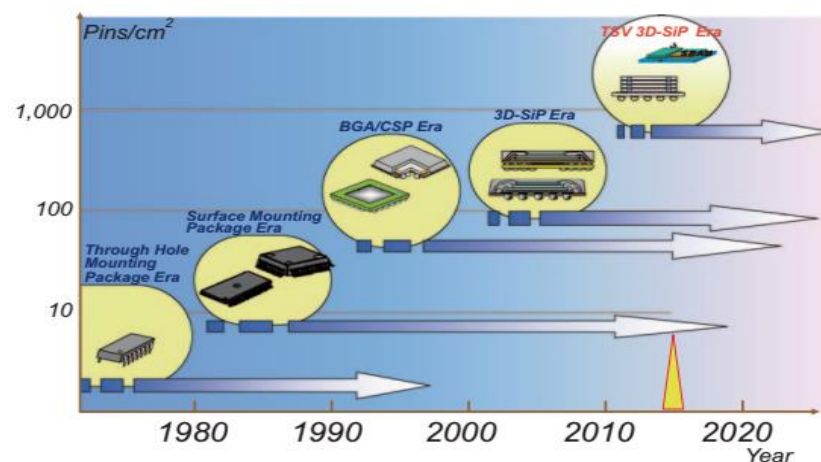 Pins/cm²
TSV 3D-SiP Era
1,000
BGA/CSP Era
3D-SiP Era
100
Surface Mounting
Package Era
Through Hole
Mounting
Package Era
10
1980 1990 2000 2010 2020
Year